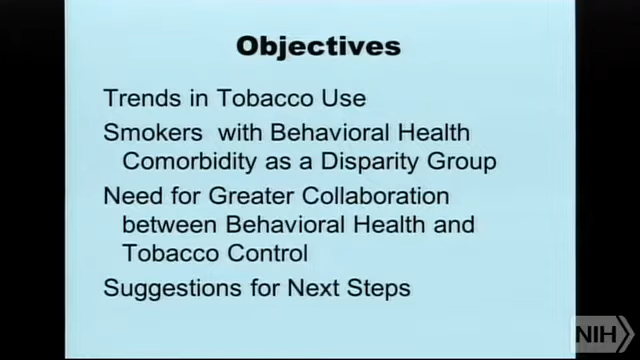 Objectives
Trends in Tobacco Use
Smokers with Behavioral Health
Comorbidity as a Disparity Group
Need for Greater Collaboration
between Behavioral Health and
Tobacco Control
Suggestions for Next Steps
NIH